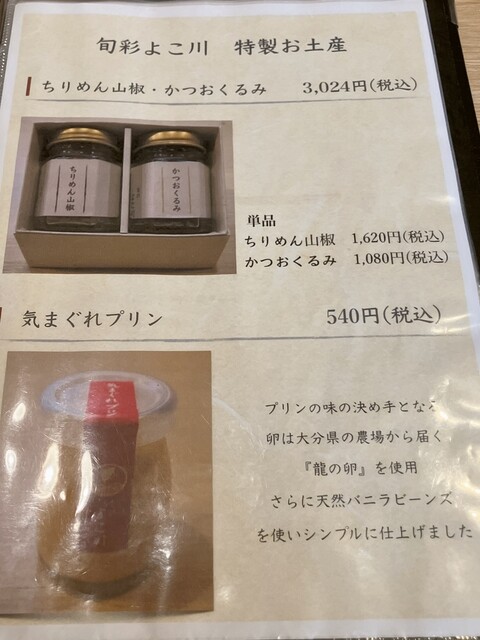 旬彩よこ川 特製お土産
ちりめん山椒・かつおくるみ 3,024円(税込)
ちりめん山椒
かつおくるみ
単品
ちりめん山椒 1,620円(税込)
かつおくるみ 1,080円(税込)
気まぐれプリン 540円(税込)
プリンの味の決め手となる
卵は大分県の農場から届く
『龍の卵』を使用
さらに天然バニラビーンズ
を使いシンプルに仕上げました